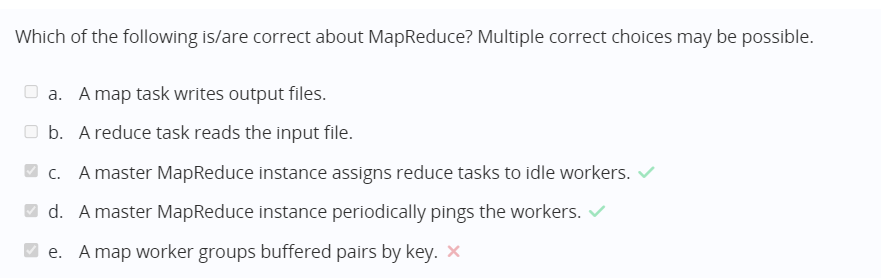 Which of the following is/are correct about MapReduce? Multiple correct choices may be possible.
a. A map task writes output files.
b. A reduce task reads the input file.
c. A master MapReduce instance assigns reduce tasks to idle workers.
d. A master MapReduce instance periodically pings the workers.
e. A map worker groups buffered pairs by key.